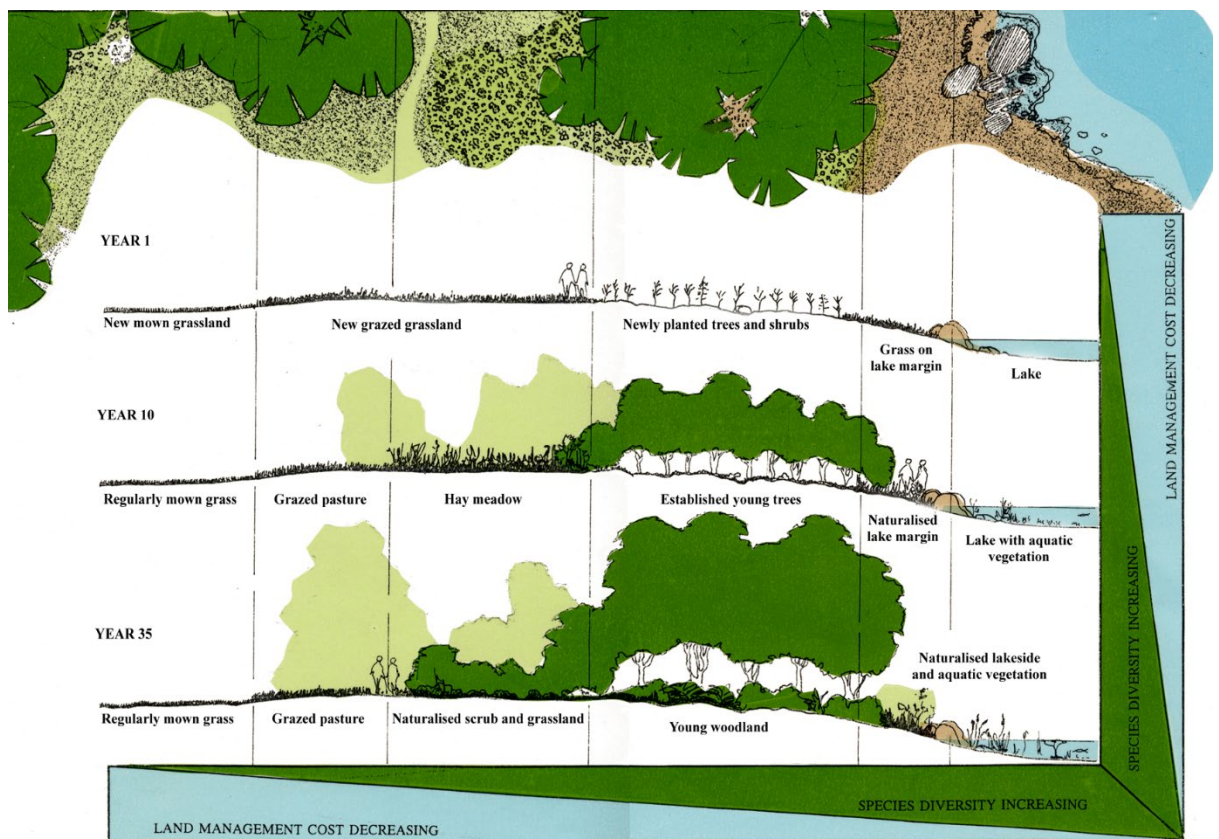 YEAR 1
New mown grassland
New grazed grassland
Newly planted trees and shrubs
Grass on
lake margin
Lake
YEAR 10
Regularly mown grass
Grazed pasture
Hay meadow
Established young trees
Naturalised
lake margin
Lake with aquatic
vegetation
YEAR 35
Regularly mown grass
Grazed pasture
Naturalised scrub and grassland
Young woodland
Naturalised lakeside
and aquatic vegetation
LAND MANAGEMENT COST DECREASING
SPECIES DIVERSITY INCREASING
SPECIES DIVERSITY INCREASING
LAND MANAGEMENT COST DECREASING